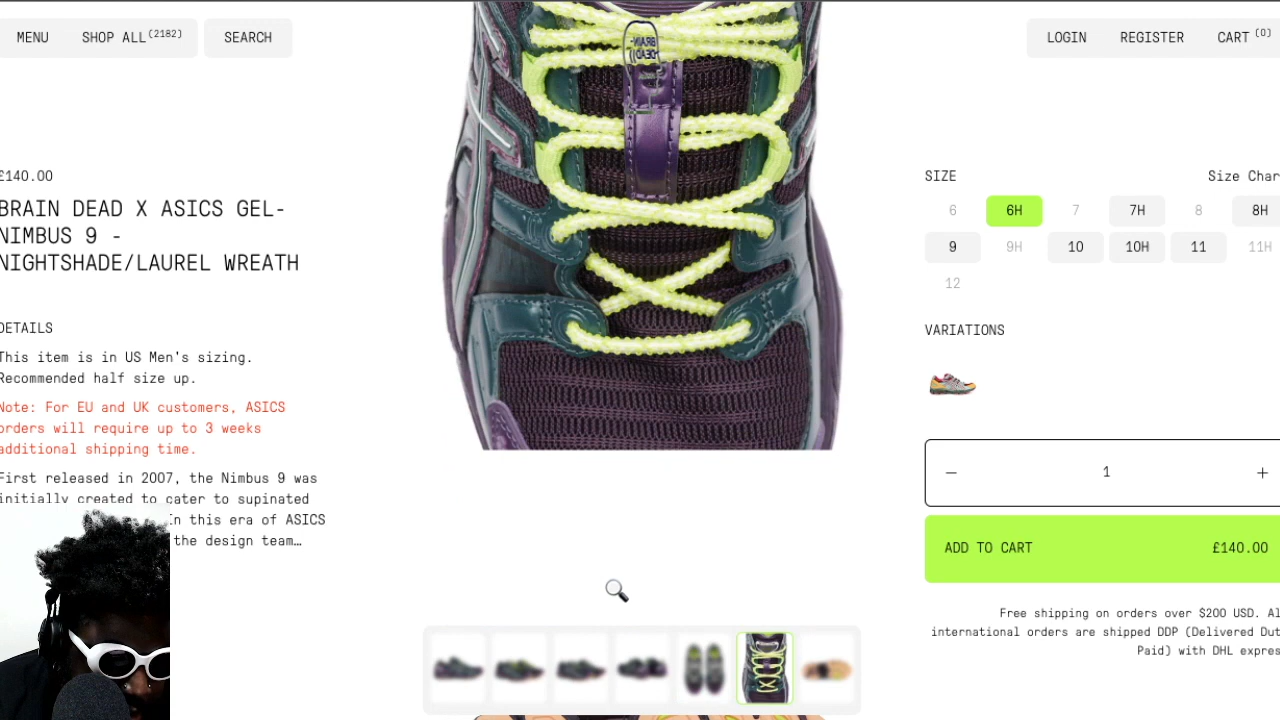 MENU
SHOP ALL(2182)
SEARCH
LOGIN
REGISTER
CART (0)
BRAIN
DEAD
£140.00
BRAIN DEAD X ASICS GEL-
NIMBUS 9 -
NIGHTSHADE/LAUREL WREATH
DETAILS
This item is in US Men's sizing.
Recommended half size up.
Note: For EU and UK customers, ASICS
orders will require up to 3 weeks
additional shipping time.
First released in 2007, the Nimbus 9 was
initially created to cater to supinated
In this era of ASICS
the design team…
SIZE
Size Char
6 6H 7 7H 8 8H
9 9H 10 10H 11 11H
12
VARIATIONS
– 1 +
ADD TO CART £140.00
Free shipping on orders over $200 USD. Al
international orders are shipped DDP (Delivered Dut
Paid) with DHL expres